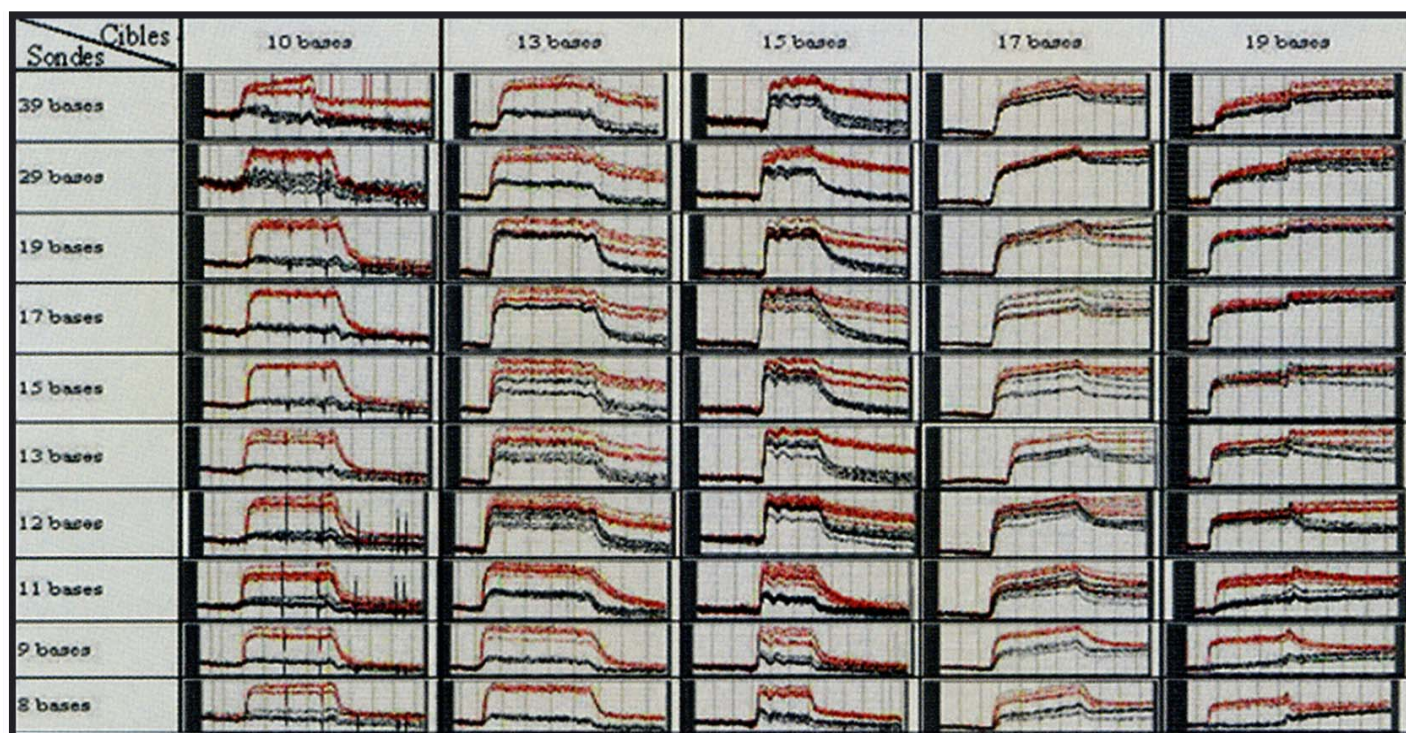 Cibles
Sondes
10 bases
13 bases
15 bases
17 bases
19 bases
39 bases
29 bases
19 bases
17 bases
15 bases
13 bases
12 bases
11 bases
9 bases
8 bases